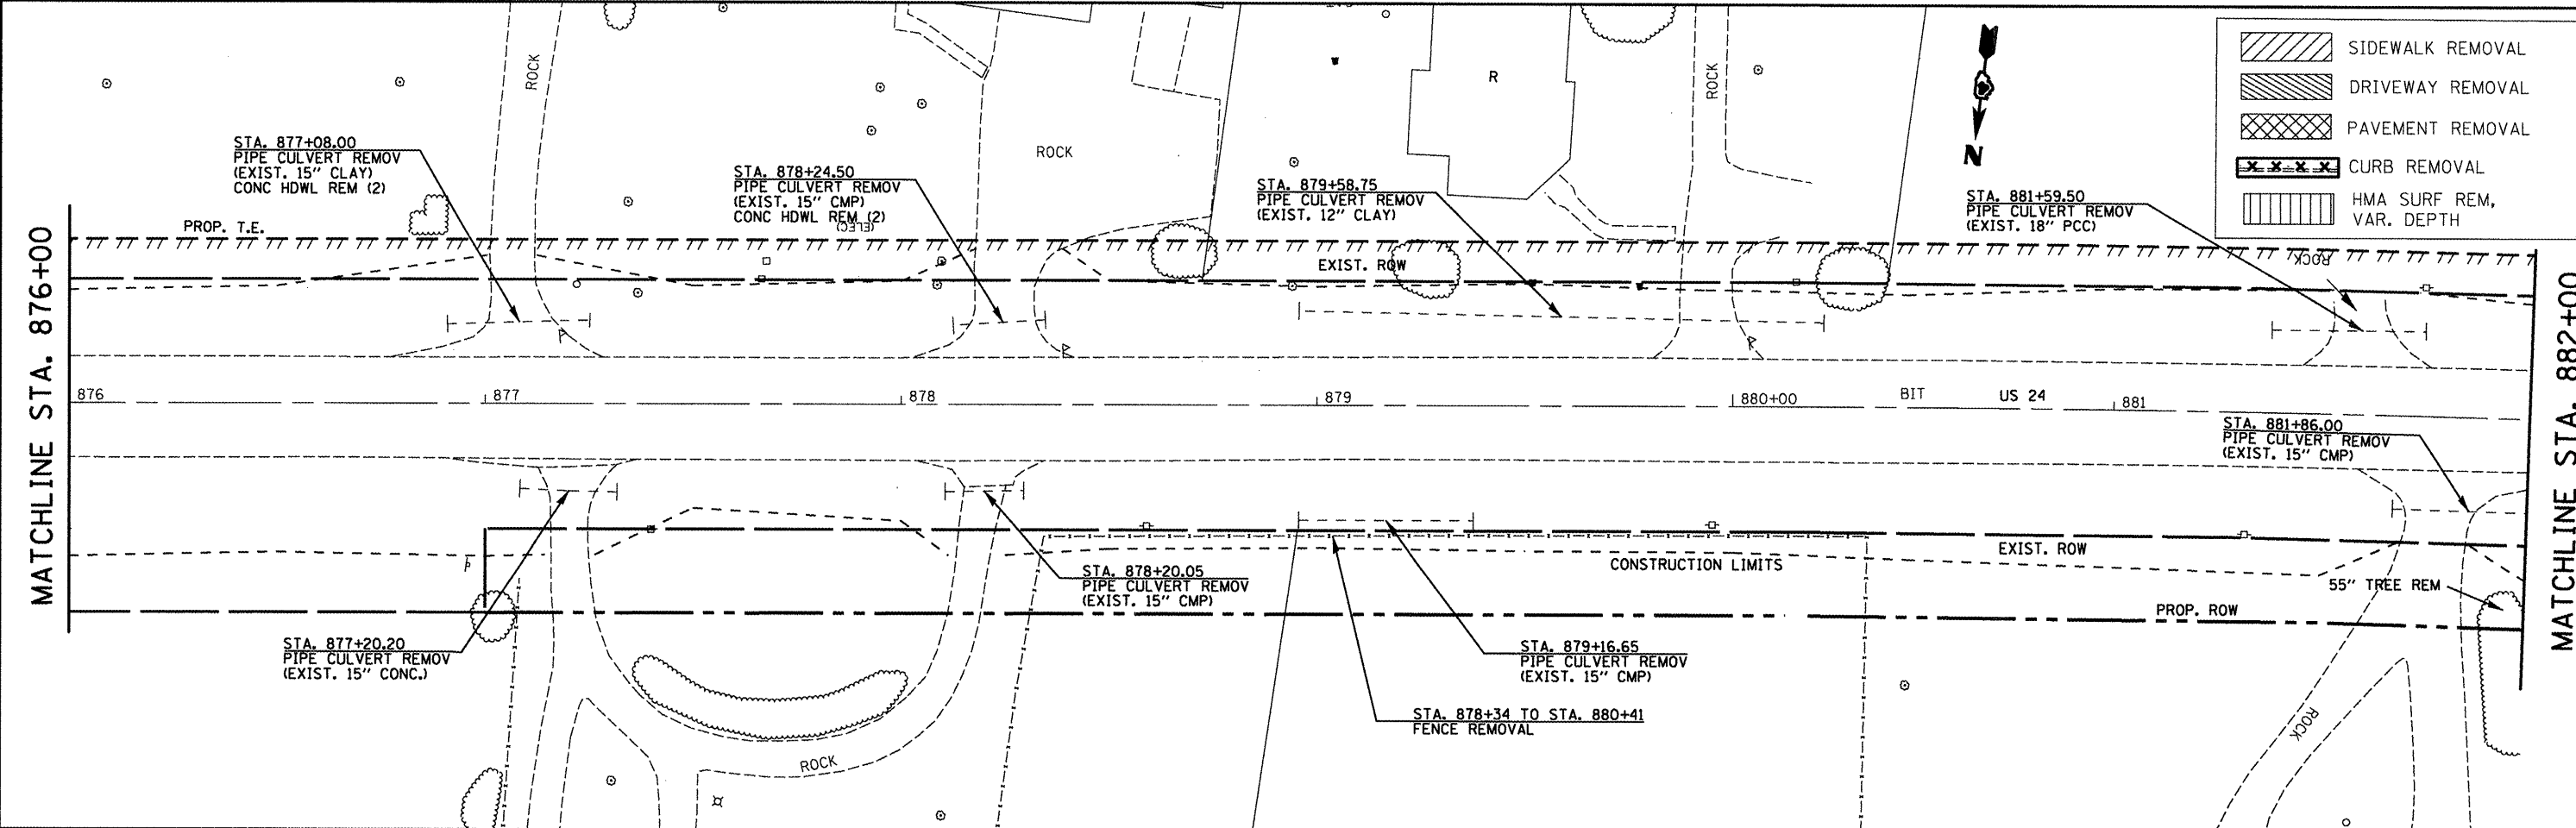 ROCK
ROCK
R
ROCK
N
SIDEWALK REMOVAL
DRIVEWAY REMOVAL
PAVEMENT REMOVAL
CURB REMOVAL
HMA SURF REM,
VAR. DEPTH
STA. 877+08.00
PIPE CULVERT REMOV
(EXIST. 15" CLAY)
CONC HDWL REM (2)
STA. 878+24.50
PIPE CULVERT REMOV
(EXIST. 15" CMP)
CONC HDWL REM (2)
(ELEC)
STA. 879+58.75
PIPE CULVERT REMOV
(EXIST. 12" CLAY)
STA. 881+59.50
PIPE CULVERT REMOV
(EXIST. 18" PCC)
PROP. T.E.
EXIST. ROW
ROCK
MATCHLINE STA. 876+00
876
877
878
879
880+00
BIT
US 24
881
MATCHLINE STA. 882+00
STA. 881+86.00
PIPE CULVERT REMOV
(EXIST. 15" CMP)
EXIST. ROW
CONSTRUCTION LIMITS
STA. 878+20.05
PIPE CULVERT REMOV
(EXIST. 15" CMP)
55" TREE REM
PROP. ROW
STA. 877+20.20
PIPE CULVERT REMOV
(EXIST. 15" CONC.)
STA. 879+16.65
PIPE CULVERT REMOV
(EXIST. 15" CMP)
STA. 878+34 TO STA. 880+41
FENCE REMOVAL
ROCK
ROCK